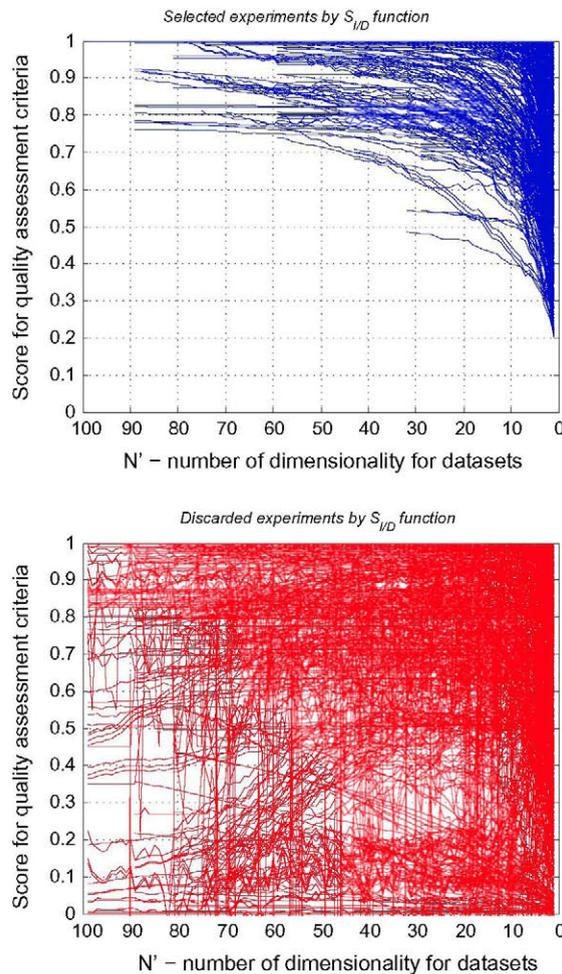 Selected experiments by S_I/D function
1
0.9
0.8
0.7
0.6
0.5
0.4
0.3
0.2
0.1
0
Score for quality assessment criteria
100 90 80 70 60 50 40 30 20 10 0
N' − number of dimensionality for datasets
Discarded experiments by S_I/D function
1
0.9
0.8
0.7
0.6
0.5
0.4
0.3
0.2
0.1
0
Score for quality assessment criteria
100 90 80 70 60 50 40 30 20 10 0
N' − number of dimensionality for datasets